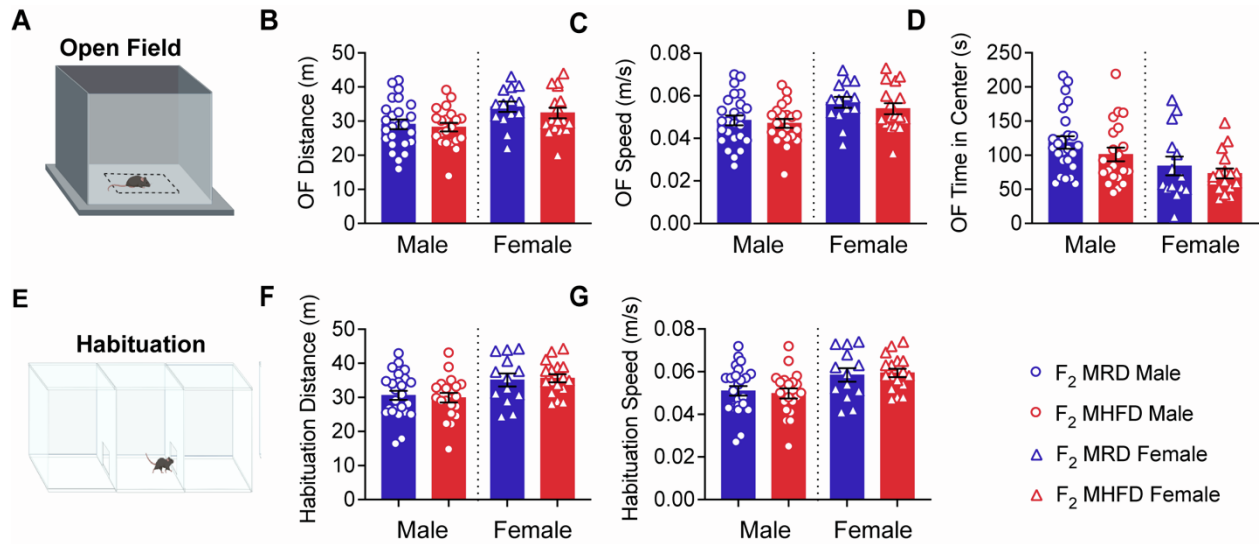 A
Open Field
B
OF Distance (m)
50
40
30
20
10
0
Male
Female
C
OF Speed (m/s)
0.08
0.06
0.04
0.02
0.00
Male
Female
D
OF Time in Center (s)
250
200
150
100
50
0
Male
Female
E
Habituation
F
Habituation Distance (m)
50
40
30
20
10
0
Male
Female
G
Habituation Speed (m/s)
0.08
0.06
0.04
0.02
0.00
Male
Female
F₂ MRD Male
F₂ MHFD Male
F₂ MRD Female
F₂ MHFD Female